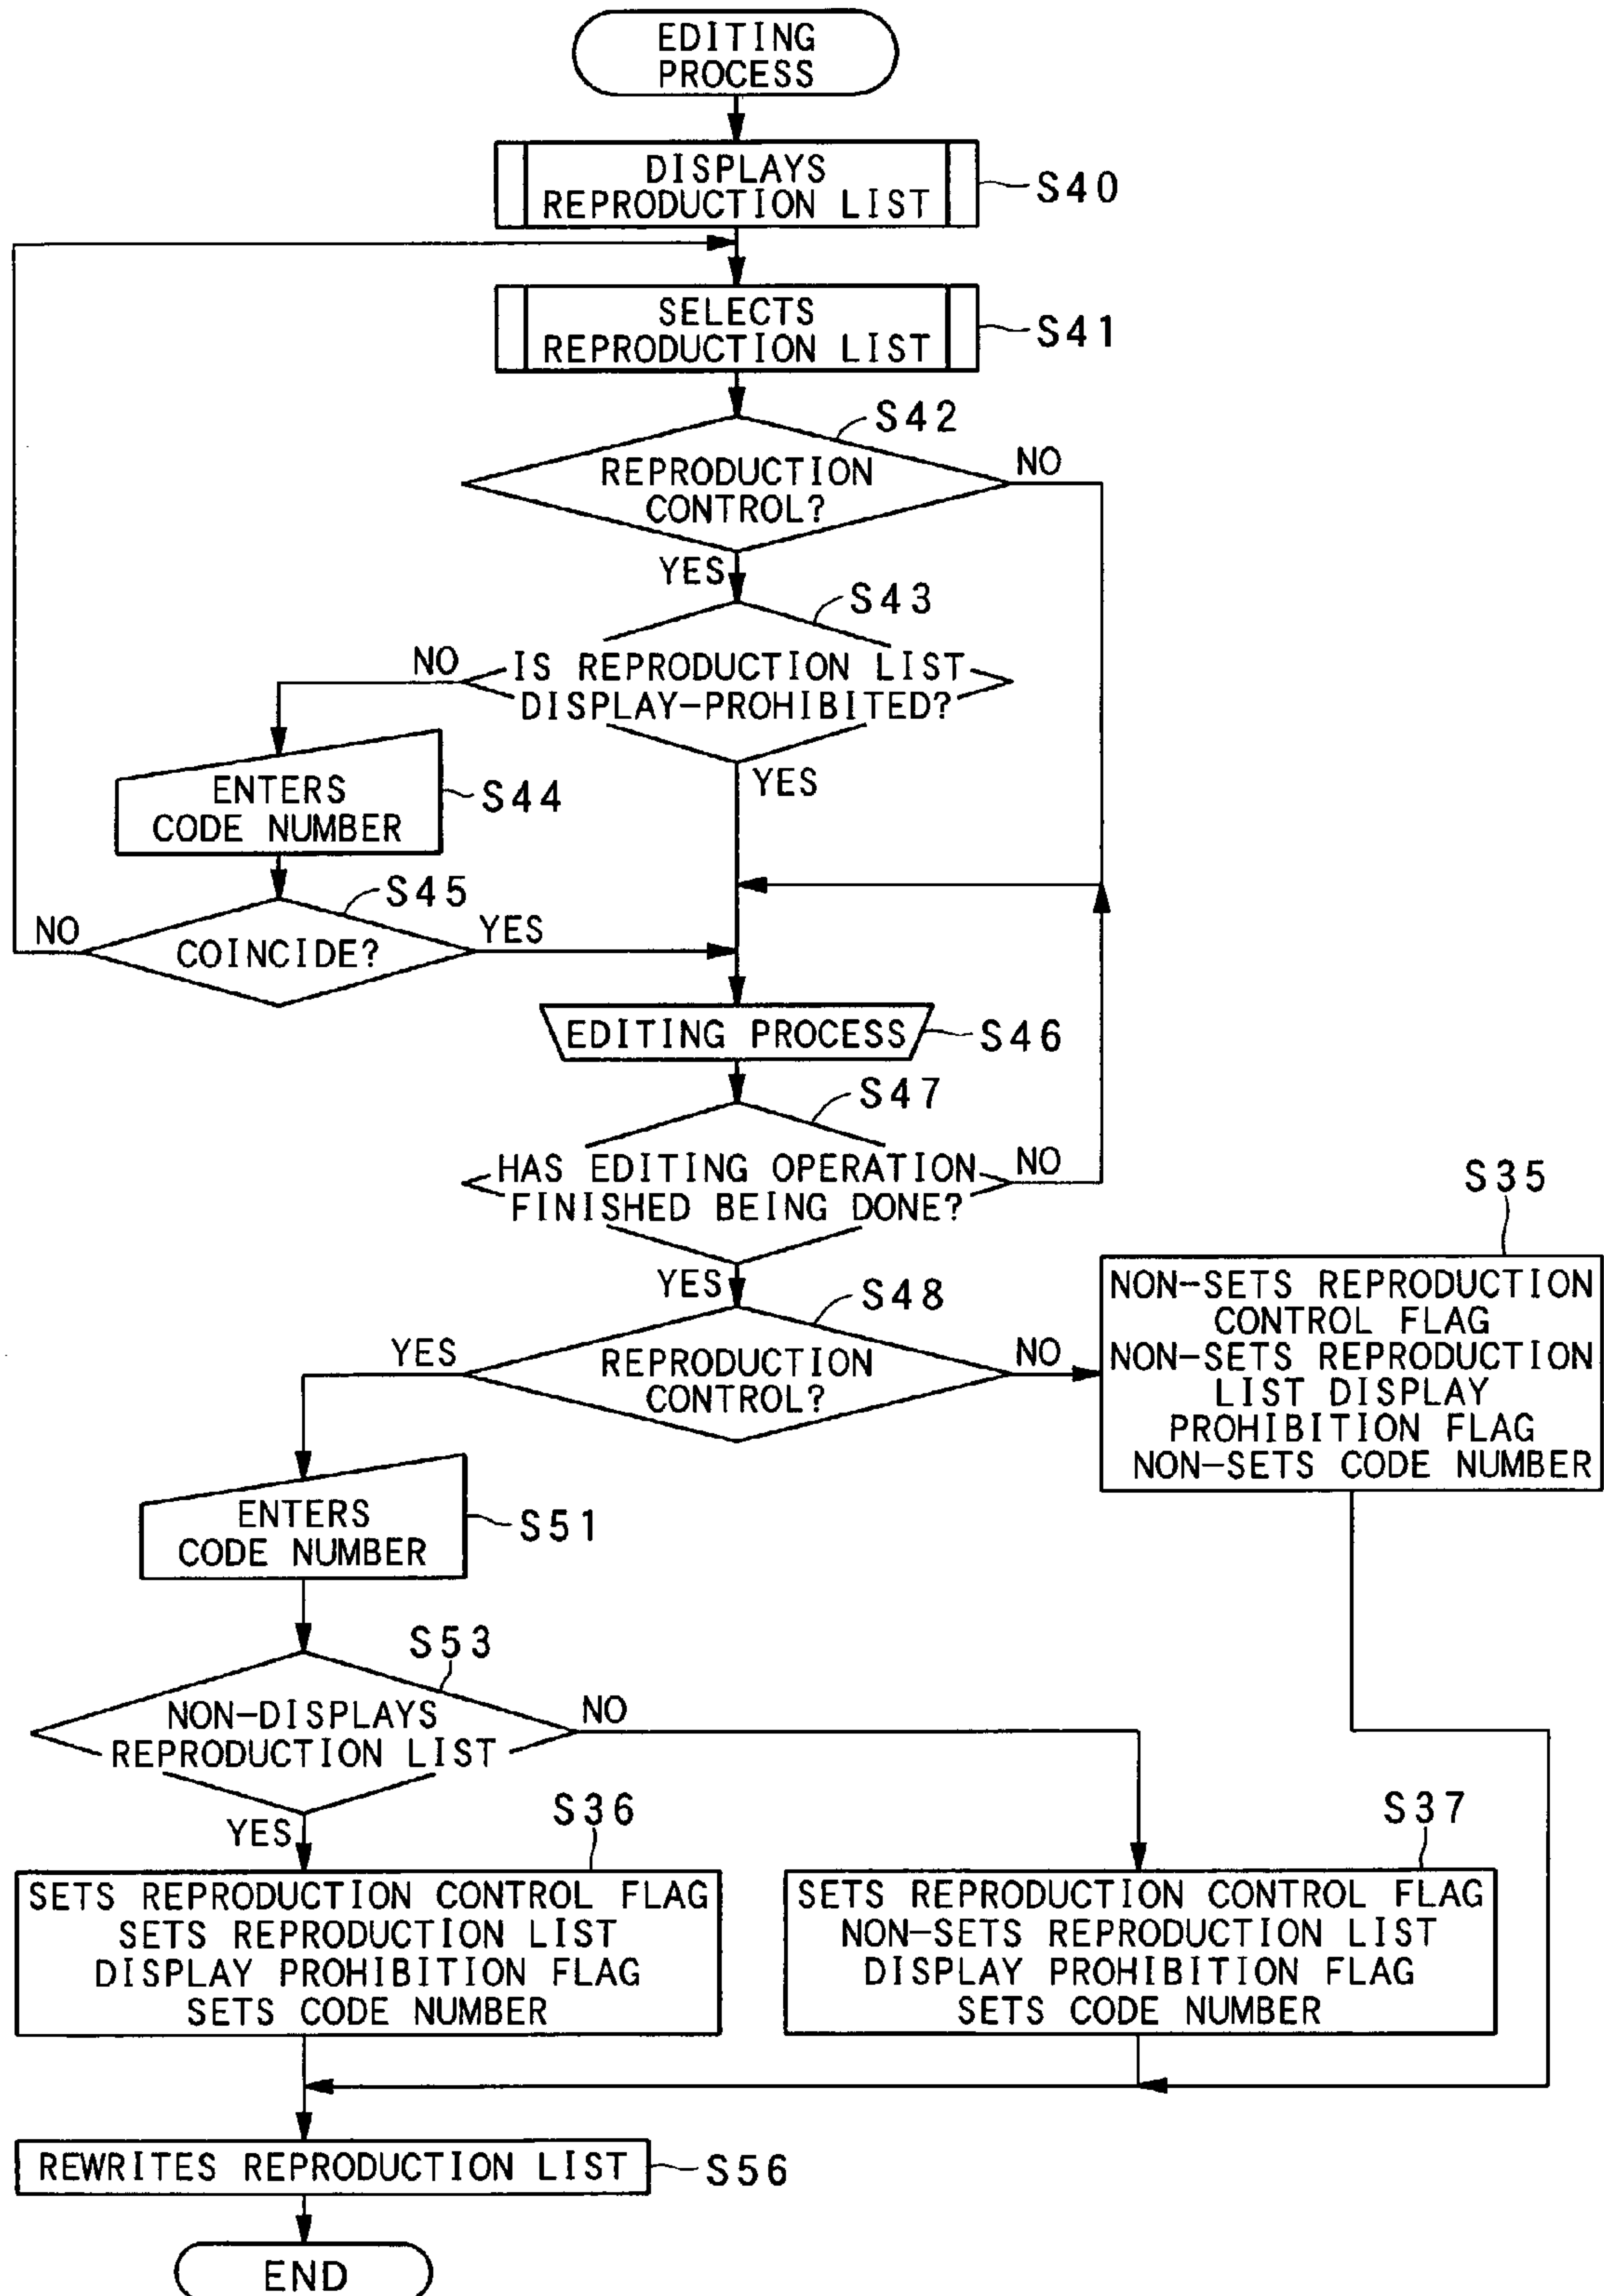 EDITING
PROCESS
DISPLAYS
REPRODUCTION LIST
S40
SELECTS
REPRODUCTION LIST
S41
S42
REPRODUCTION
CONTROL?
NO
YES
S43
NO
IS REPRODUCTION LIST
DISPLAY-PROHIBITED?
YES
ENTERS
CODE NUMBER
S44
S45
NO
COINCIDE?
YES
EDITING PROCESS
S46
S47
HAS EDITING OPERATION
FINISHED BEING DONE?
NO
YES
S48
YES
REPRODUCTION
CONTROL?
NO
S35
NON-SETS REPRODUCTION
CONTROL FLAG
NON-SETS REPRODUCTION
LIST DISPLAY
PROHIBITION FLAG
NON-SETS CODE NUMBER
ENTERS
CODE NUMBER
S51
S53
NON-DISPLAYS
REPRODUCTION LIST
NO
YES
S36
SETS REPRODUCTION CONTROL FLAG
SETS REPRODUCTION LIST
DISPLAY PROHIBITION FLAG
SETS CODE NUMBER
S37
SETS REPRODUCTION CONTROL FLAG
NON-SETS REPRODUCTION LIST
DISPLAY PROHIBITION FLAG
SETS CODE NUMBER
REWRITES REPRODUCTION LIST
S56
END